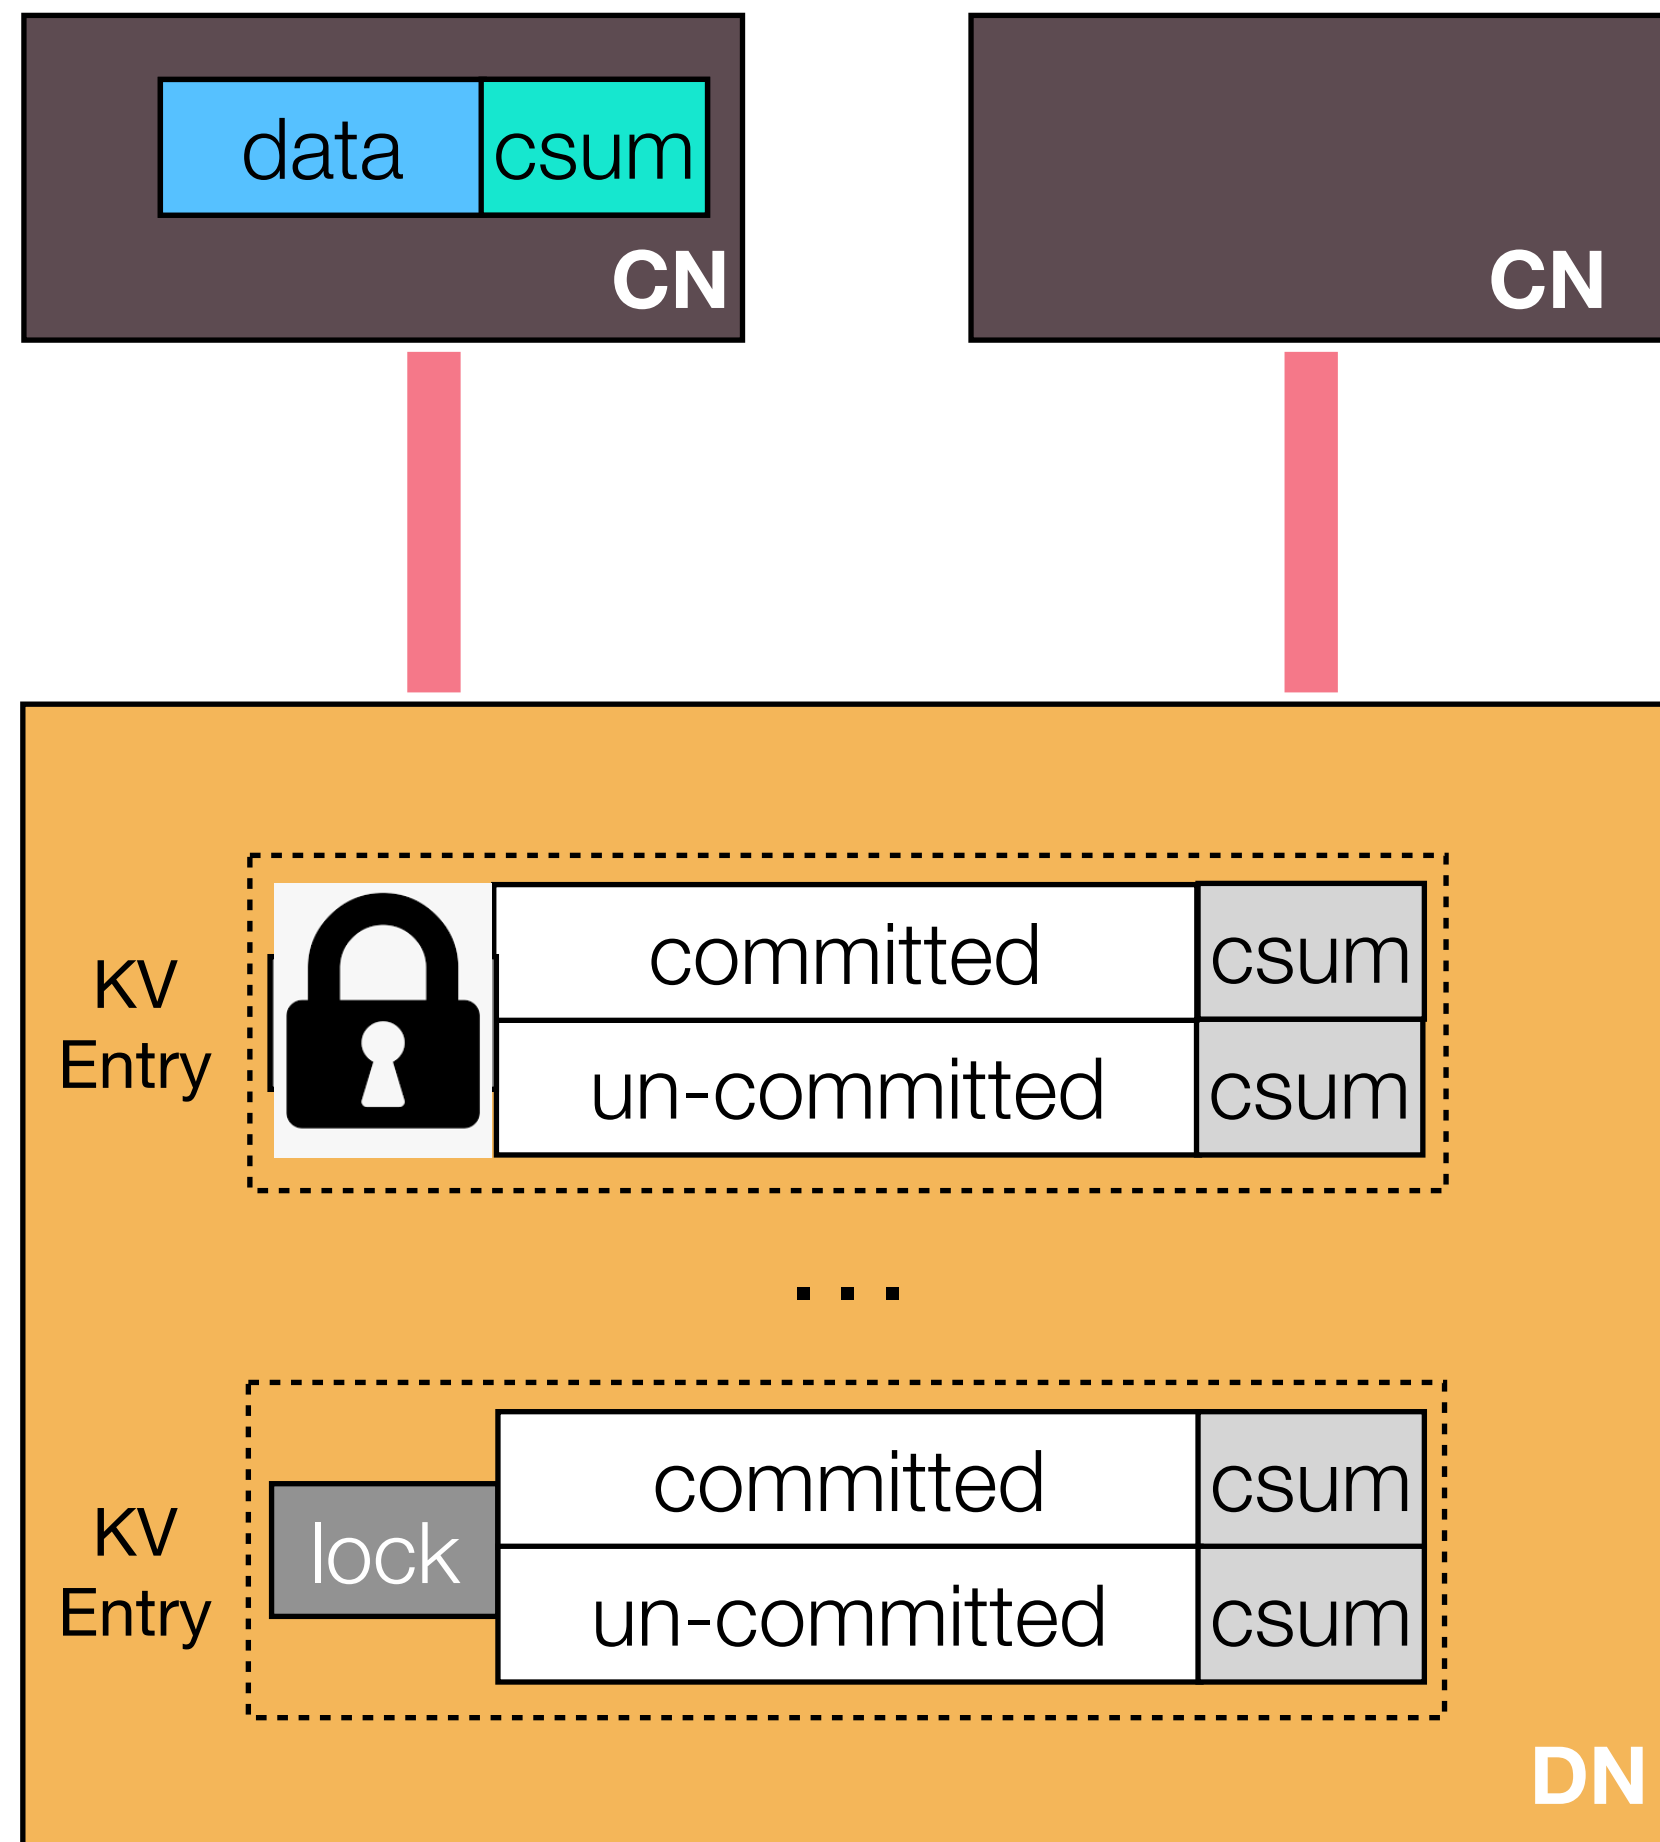 data csum
CN
CN
committed csum
KV
Entry
un-committed csum
...
committed csum
KV
Entry
lock
un-committed csum
DN